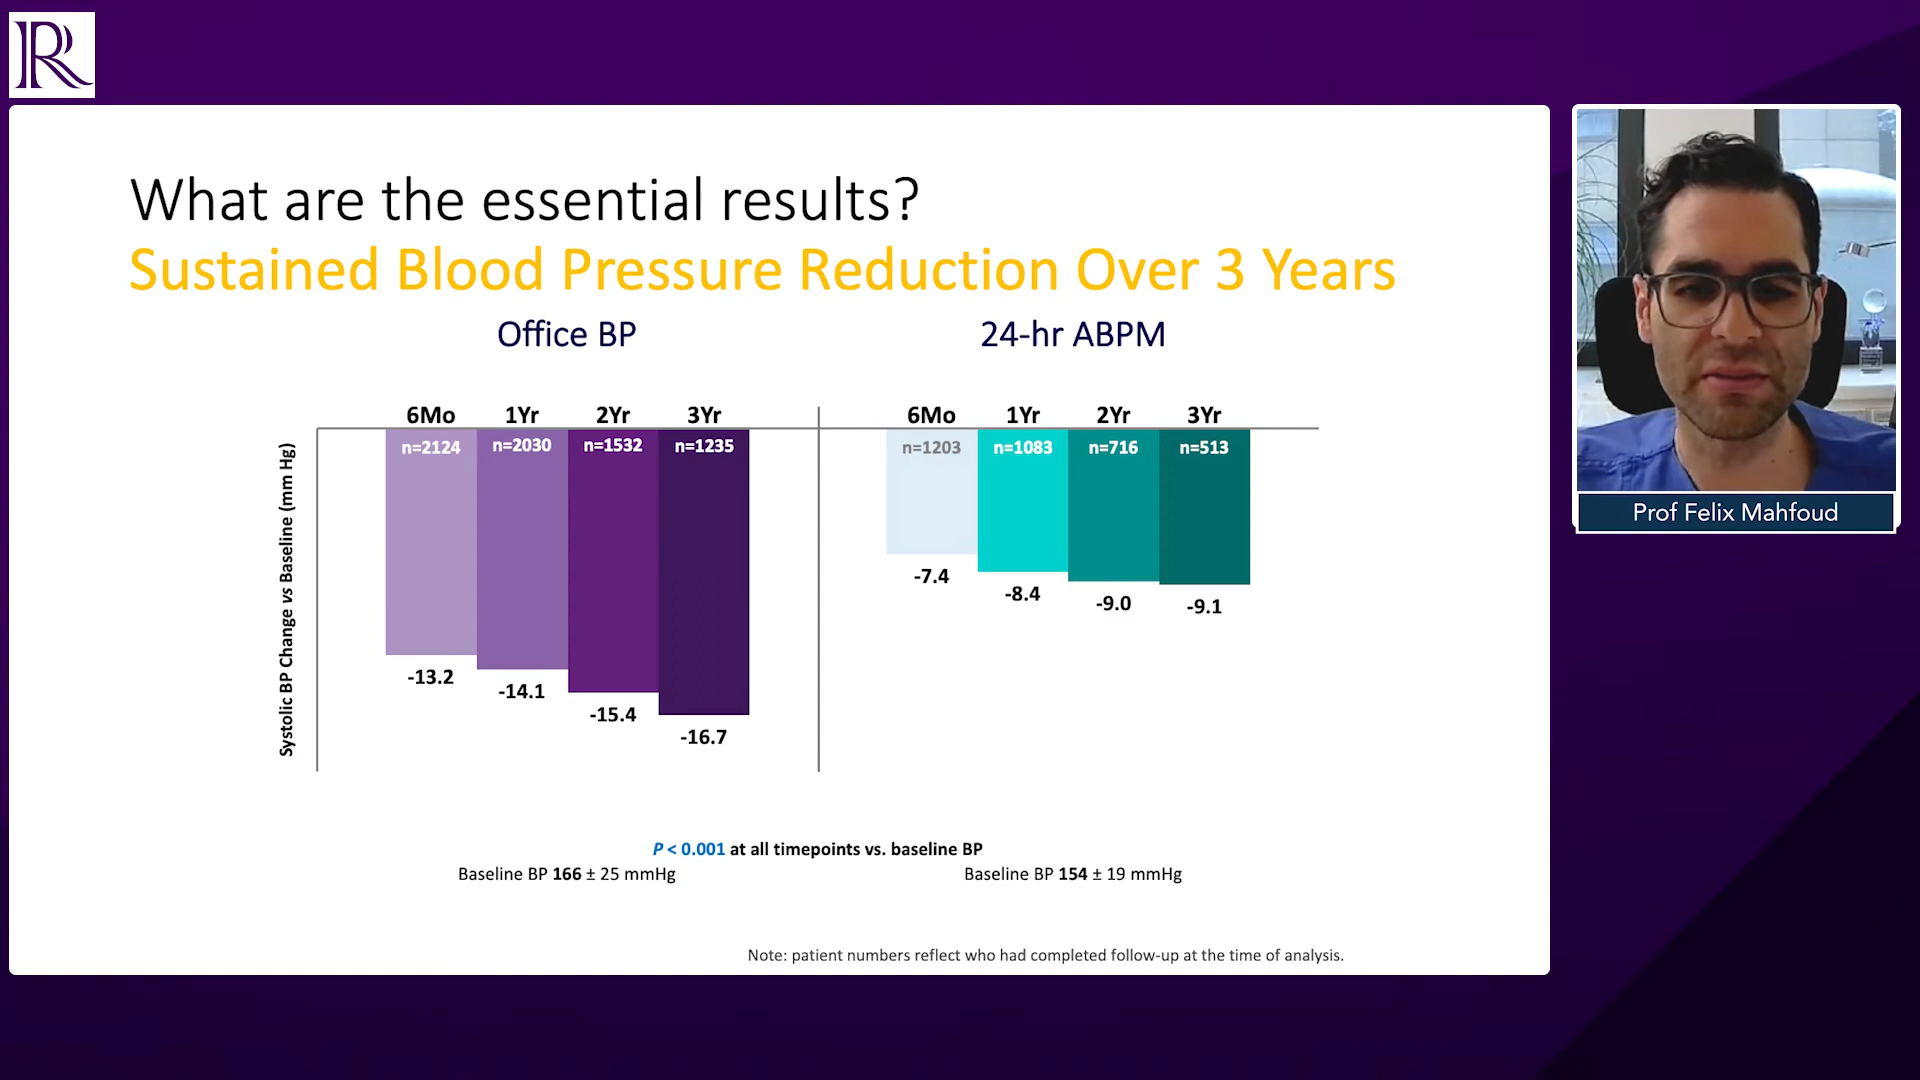 R
What are the essential results?
Sustained Blood Pressure Reduction Over 3 Years
Office BP
24-hr ABPM
Systolic BP Change vs Baseline (mm Hg)
6Mo 1Yr 2Yr 3Yr
n=2124 n=2030 n=1532 n=1235
-13.2
-14.1
-15.4
-16.7
6Mo 1Yr 2Yr 3Yr
n=1203 n=1083 n=716 n=513
-7.4
-8.4
-9.0
-9.1
P < 0.001 at all timepoints vs. baseline BP
Baseline BP 166 ± 25 mmHg
Baseline BP 154 ± 19 mmHg
Note: patient numbers reflect who had completed follow-up at the time of analysis.
Prof Felix Mahfoud